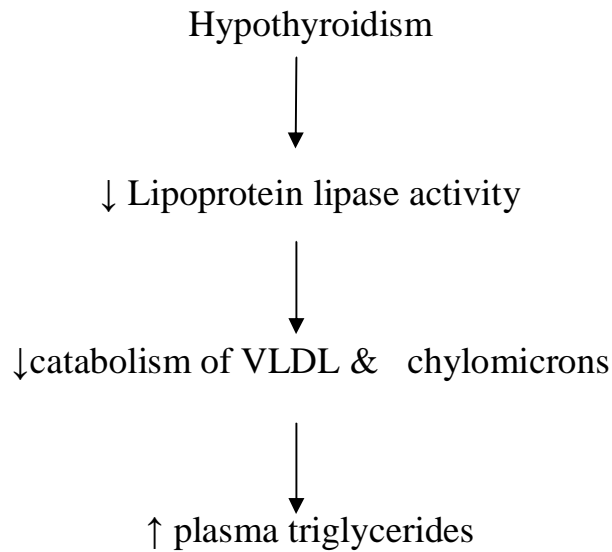 Hypothyroidism
↓ Lipoprotein lipase activity
↓catabolism of VLDL & chylomicrons
↑ plasma triglycerides